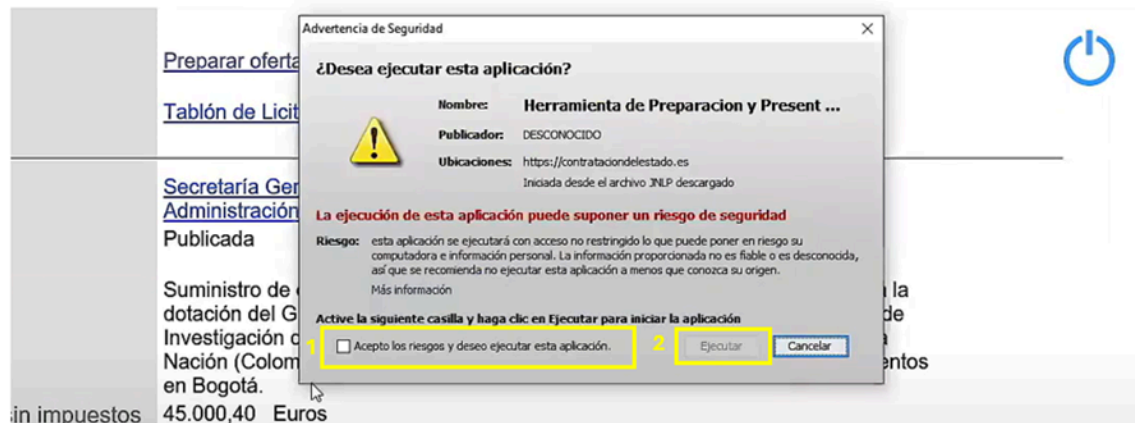 Advertencia de Seguridad
Preparar oferta
¿Desea ejecutar esta aplicación?
Nombre: Herramienta de Preparacion y Present ...
Tablón de Licit
Publicador: DESCONOCIDO
Ubicaciones: https://contrataciondelestado.es
Iniciada desde el archivo JNLP descargado
Secretaría Ger
Administración
Publicada
La ejecución de esta aplicación puede suponer un riesgo de seguridad
Riesgo: esta aplicación se ejecutará con acceso no restringido lo que puede poner en riesgo su
computadora e información personal. La información proporcionada no es fiable o es desconocida,
así que se recomienda no ejecutar esta aplicación a menos que conozca su origen.
Más información
Suministro de
la
dotación del G
de
Active la siguiente casilla y haga clic en Ejecutar para iniciar la aplicación
Investigación
1 Acepto los riesgos y deseo ejecutar esta aplicación. 2 Ejecutar Cancelar
Nación (Colom
entos
en Bogotá.
sin impuestos 45.000,40 Euros